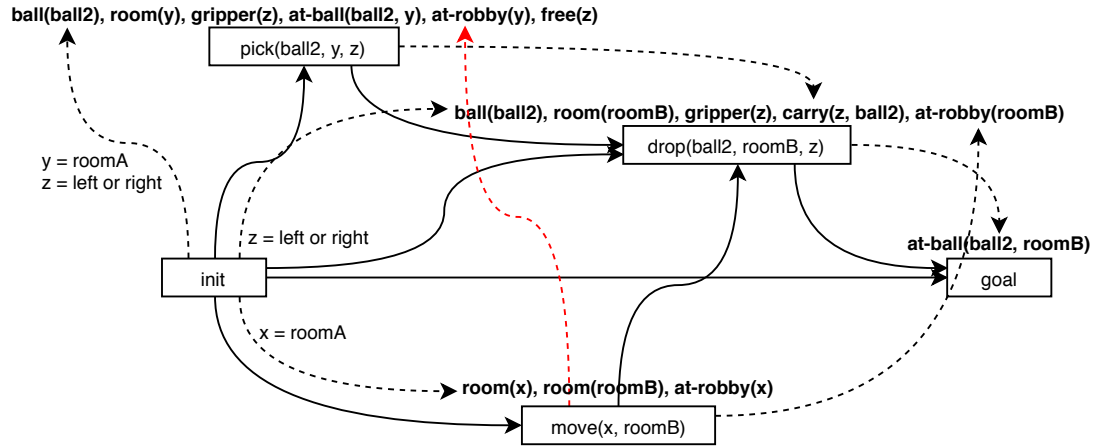 ball(ball2), room(y), gripper(z), at-ball(ball2, y), at-robby(y), free(z)
pick(ball2, y, z)
ball(ball2), room(roomB), gripper(z), carry(z, ball2), at-robby(roomB)
drop(ball2, roomB, z)
y = roomA
z = left or right
z = left or right
at-ball(ball2, roomB)
init
goal
x = roomA
room(x), room(roomB), at-robby(x)
move(x, roomB)